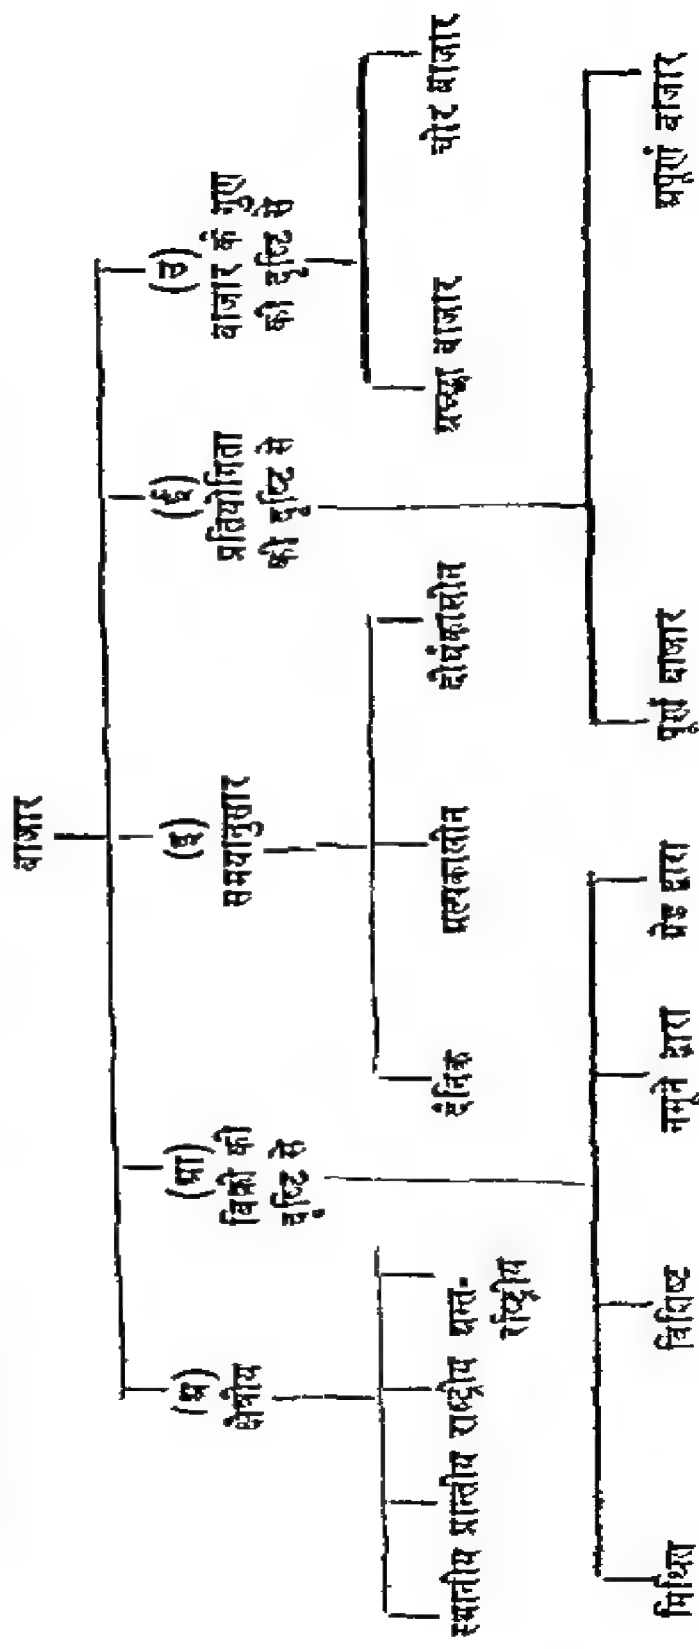 बाजार
(अ)
क्षेत्रीय
(आ)
बिक्री की
दृष्टि से
(इ)
समयानुसार
(ई)
प्रतियोगिता
की दृष्टि से
(उ)
बाजार के गुण
की दृष्टि से
स्थानीय प्रान्तीय राष्ट्रीय अन्त-
र्राष्ट्रीय
दैनिक
अल्पकालीन
दीर्घकालीन
अच्छा बाजार
चोर बाजार
मिश्रित
विशिष्ट
नमूने द्वारा
ग्रेड द्वारा
पूर्ण बाजार
अपूर्ण बाजार